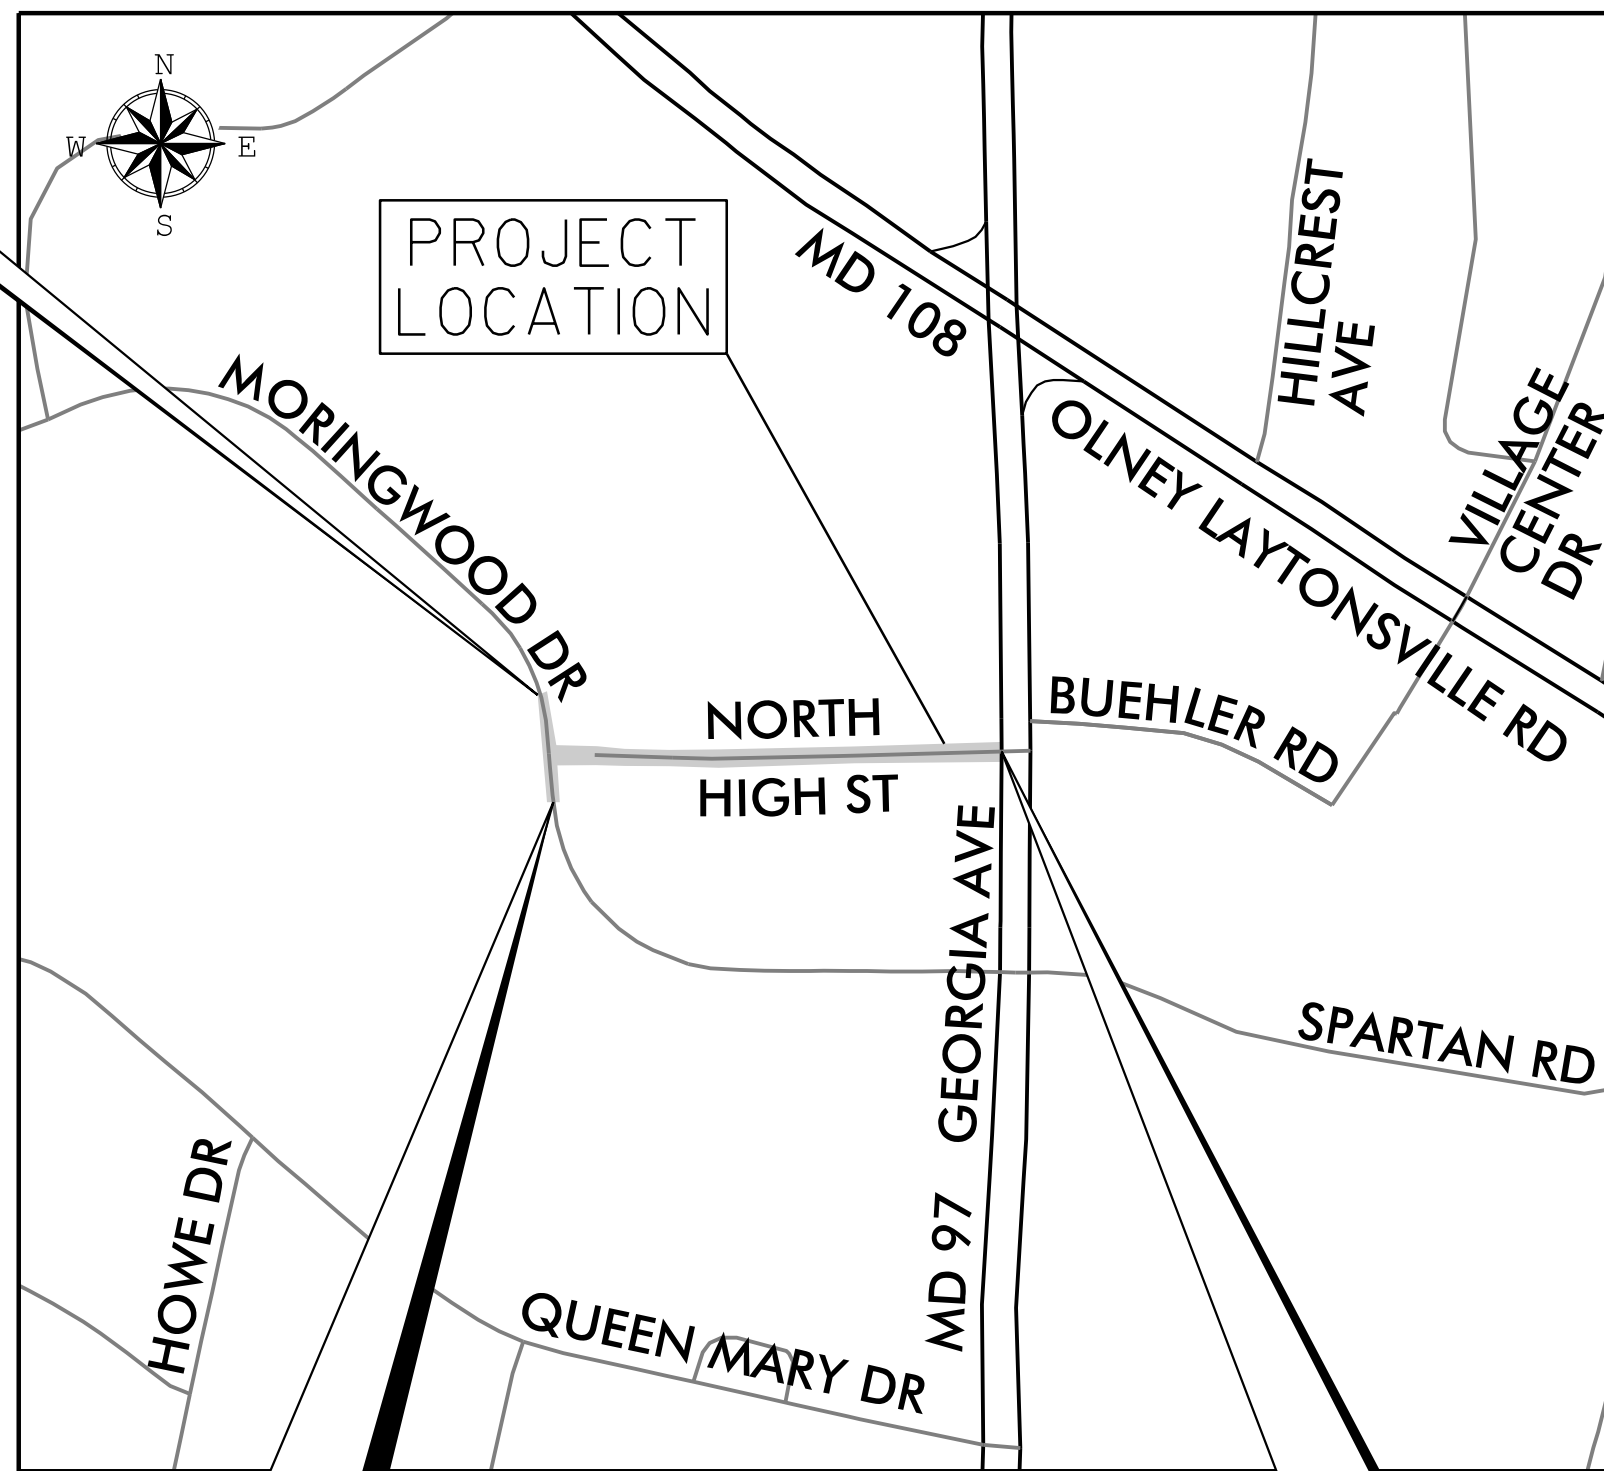 N
W
E
S
PROJECT
LOCATION
MD 108
HILLCREST
AVE
MORINGWOOD DR
OLNEY LAYTONSVILLE RD
VILLAGE
CENTER
DR
NORTH
HIGH ST
BUEHLER RD
MD 97 GEORGIA AVE
SPARTAN RD
HOWE DR
QUEEN MARY DR